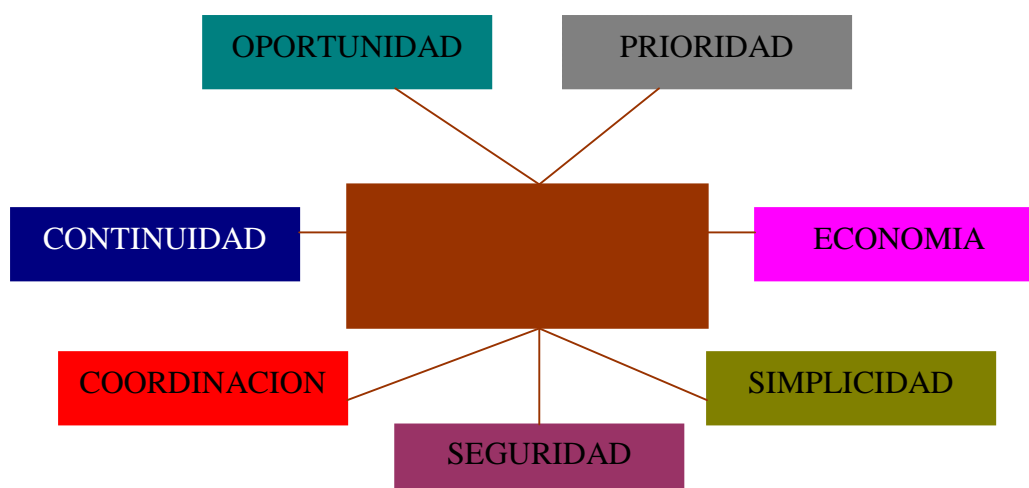 OPORTUNIDAD
PRIORIDAD
CONTINUIDAD
ECONOMIA
COORDINACION
SIMPLICIDAD
SEGURIDAD